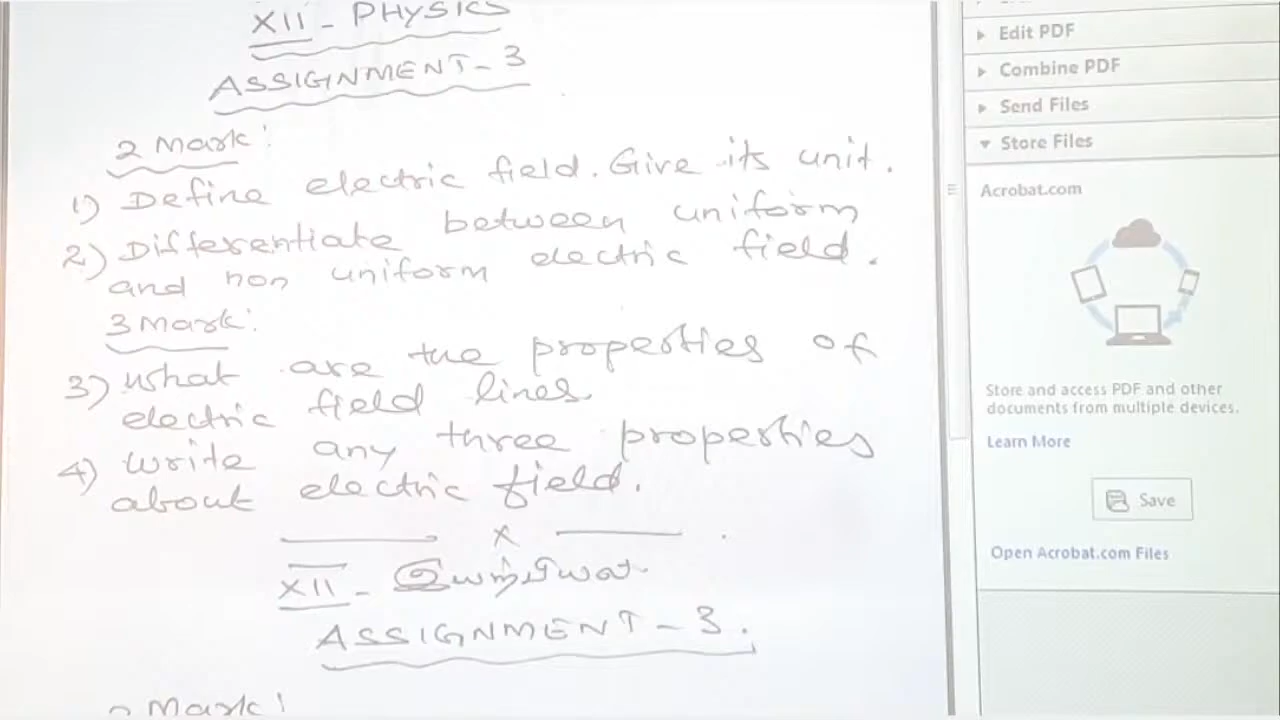 XII - PHYSICS
ASSIGNMENT - 3
2 Mark:
1) Define electric field. Give its unit.
2) Differentiate between uniform
and non uniform electric field.
3 Mark:
3) What are the properties of
electric field lines.
4) Write any three properties
about electric field.
x
XII - இயற்பியல்
ASSIGNMENT - 3.
Mark:
Edit PDF
Combine PDF
Send Files
Store Files
Acrobat.com
Store and access PDF and other
documents from multiple devices.
Learn More
Save
Open Acrobat.com Files